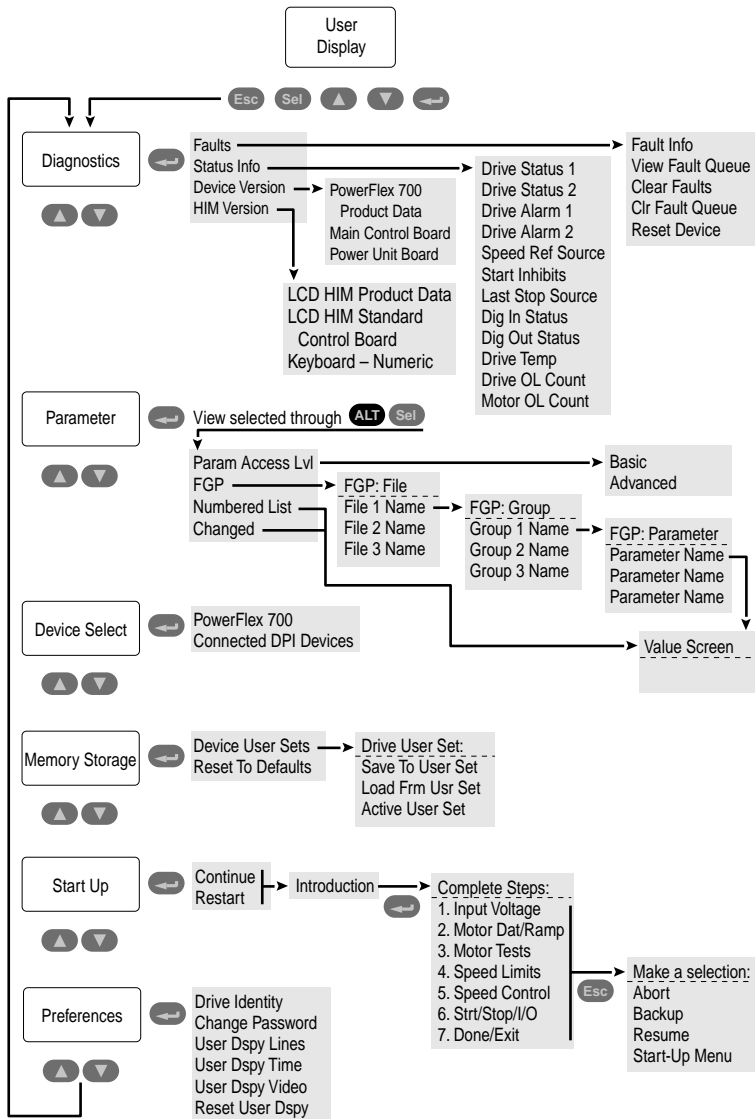 User
Display
Esc Sel
Diagnostics
Faults
Status Info
Device Version
HIM Version
PowerFlex 700
Product Data
Main Control Board
Power Unit Board
LCD HIM Product Data
LCD HIM Standard
Control Board
Keyboard – Numeric
Drive Status 1
Drive Status 2
Drive Alarm 1
Drive Alarm 2
Speed Ref Source
Start Inhibits
Last Stop Source
Dig In Status
Dig Out Status
Drive Temp
Drive OL Count
Motor OL Count
Fault Info
View Fault Queue
Clear Faults
Clr Fault Queue
Reset Device
Parameter
View selected through ALT Sel
Param Access Lvl
FGP
Numbered List
Changed
FGP: File
File 1 Name
File 2 Name
File 3 Name
FGP: Group
Group 1 Name
Group 2 Name
Group 3 Name
FGP: Parameter
Parameter Name
Parameter Name
Parameter Name
Basic
Advanced
Value Screen
Device Select
PowerFlex 700
Connected DPI Devices
Memory Storage
Device User Sets
Reset To Defaults
Drive User Set:
Save To User Set
Load Frm Usr Set
Active User Set
Start Up
Continue
Restart
Introduction
Complete Steps:
1. Input Voltage
2. Motor Dat/Ramp
3. Motor Tests
4. Speed Limits
5. Speed Control
6. Strt/Stop/I/O
7. Done/Exit
Esc
Make a selection:
Abort
Backup
Resume
Start-Up Menu
Preferences
Drive Identity
Change Password
User Dspy Lines
User Dspy Time
User Dspy Video
Reset User Dspy